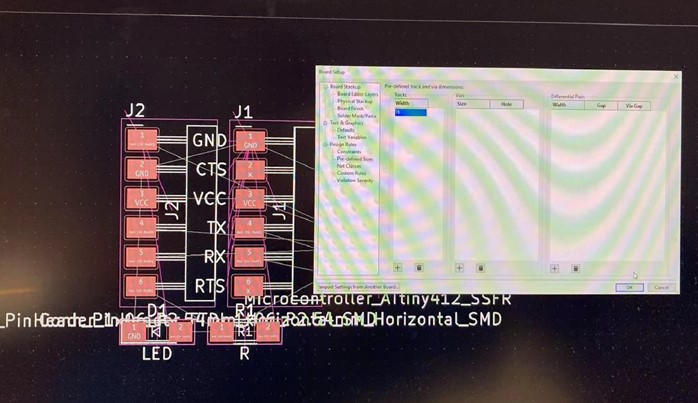 Board Setup
Board Stackup
Board Editor Layers
Physical Stackup
Board Finish
Solder Mask/Paste
Text & Graphics
Defaults
Text Variables
Design Rules
Constraints
Pre-defined Sizes
Net Classes
Custom Rules
Violation Severity
Pre-defined track and via dimensions:
Tracks
Width
Vias
Size Hole
Differential Pairs
Width Gap Via Gap
Import Settings from Another Board...
OK Cancel
J2 J1
1 GND 1 GND
2 GND CTS 2 x
3 VCC VCC 3 VCC
J2 J1
4 TX 4
5 RX 5
6 RTS 6
Microcontroller_ATtiny412_SSFR
D1 R1
Horizontal_SMD
1 GND 2 1 R1 2
LED R